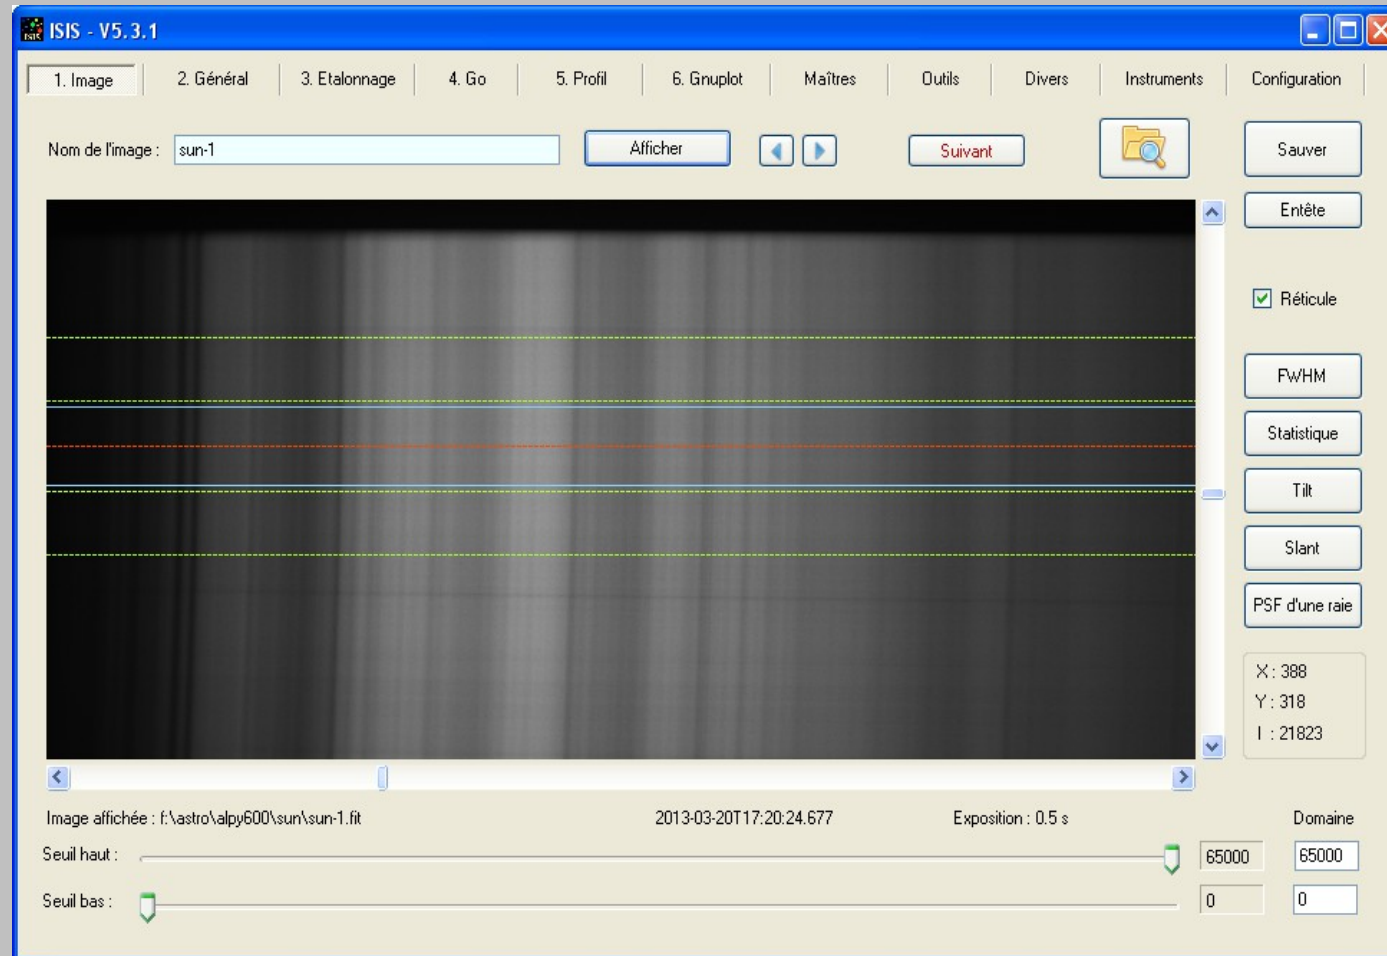 ISIS - V5.3.1
1. Image 2. Général 3. Etalonnage 4. Go 5. Profil 6. Gnuplot Maîtres Outils Divers Instruments Configuration
Nom de l'image : sun-1 Afficher Suivant Sauver
Entête
Réticule
FWHM
Statistique
Tilt
Slant
PSF d'une raie
X : 388
Y : 318
I : 21823
Image affichée : f:\astro\alpy600\sun\sun-1.fit 2013-03-20T17:20:24.677 Exposition : 0.5 s Domaine
Seuil haut : 65000 65000
Seuil bas : 0 0